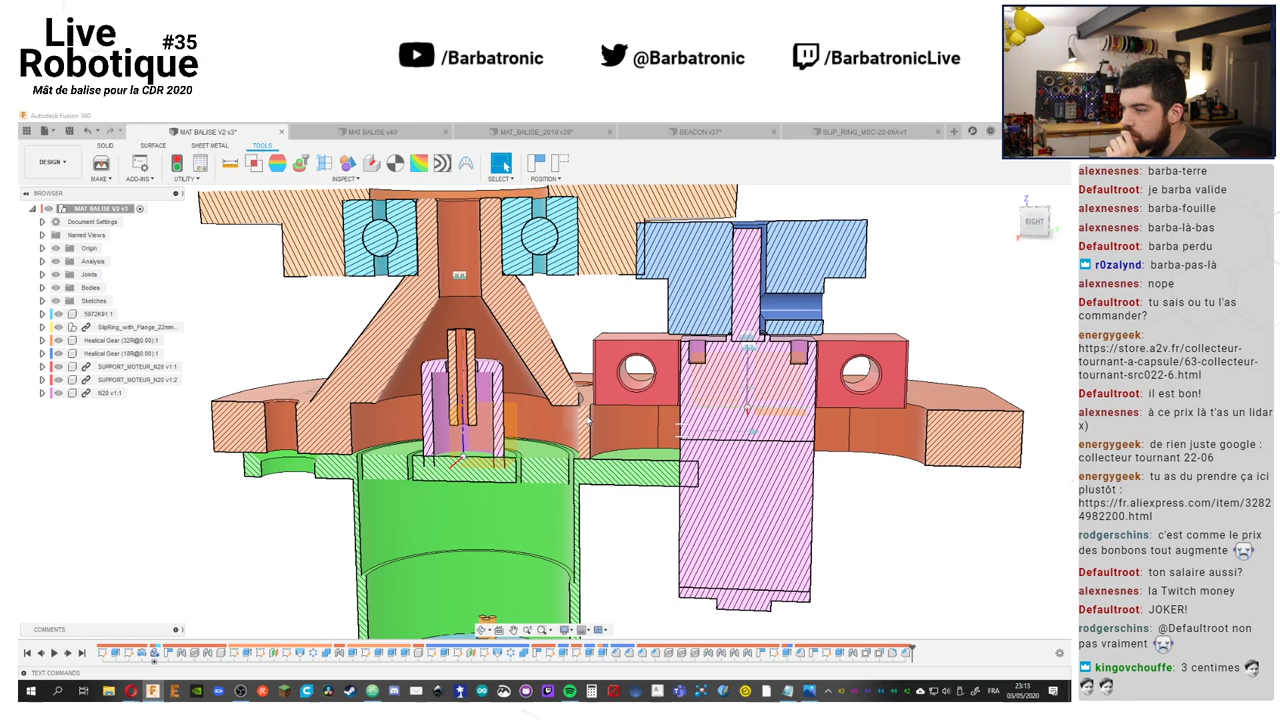 Live
Robotique
#35
Mât de balise pour la CDR 2020
/Barbatronic
@Barbatronic
/BarbatronicLive
Autodesk Fusion 360
MAT BALISE V2 v3*
MAT BALISE v40
MAT_BALISE_2018 v39*
BEACON v37*
SLIP_RING_MSC-22-06Av1
SOLID
SURFACE
SHEET METAL
TOOLS
DESIGN
MAKE
ADD-INS
UTILITY
INSPECT
SELECT
POSITION
BROWSER
MAT BALISE V2 v3
Document Settings
Named Views
Origin
Analysis
Joints
Bodies
Sketches
5972K91:1
SlipRing_with_Flange_22mm...
Healical Gear (32R@0.00):1
Healical Gear (18R@0.00):1
SUPPORT_MOTEUR_N20 v1:1
SUPPORT_MOTEUR_N20 v1:2
N20 v1:1
Z
RIGHT
COMMENTS
TEXT COMMANDS
FRA
23:13
03/05/2020
alexnesnes: barba-terre
Defaultroot: je barba valide
alexnesnes: barba-fouille
alexnesnes: barba-là-bas
Defaultroot: barba perdu
r0zalynd: barba-pas-là
alexnesnes: nope
Defaultroot: tu sais ou tu l'as
commander?
energygeek:
https://store.a2v.fr/collecteur-
tournant-a-capsule/63-collecteur-
tournant-src022-6.html
Defaultroot: il est bon!
alexnesnes: à ce prix là t'as un lidar
x)
energygeek: de rien juste google :
collecteur tournant 22-06
energygeek: tu as du prendre ça ici
plustôt :
https://fr.aliexpress.com/item/3282
4982200.html
rodgerschins: c'est comme le prix
des bonbons tout augmente
Defaultroot: ton salaire aussi?
alexnesnes: la Twitch money
Defaultroot: JOKER!
rodgerschins: @Defaultroot non
pas vraiment
kingovchouffe: 3 centimes